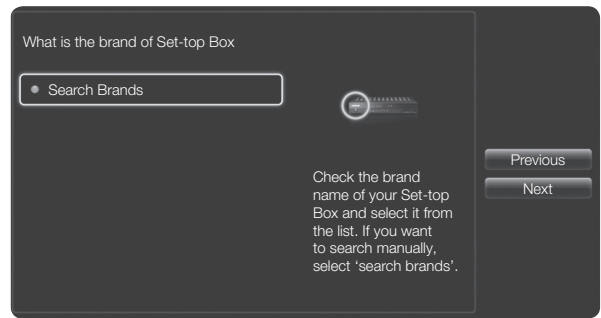 What is the brand of Set-top Box
Search Brands
Check the brand
name of your Set-top
Box and select it from
the list. If you want
to search manually,
select ‘search brands’.
Previous
Next